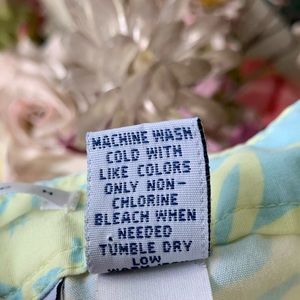 MACHINE WASH
COLD WITH
LIKE COLORS
ONLY NON-
CHLORINE
BLEACH WHEN
NEEDED
TUMBLE DRY
LOW